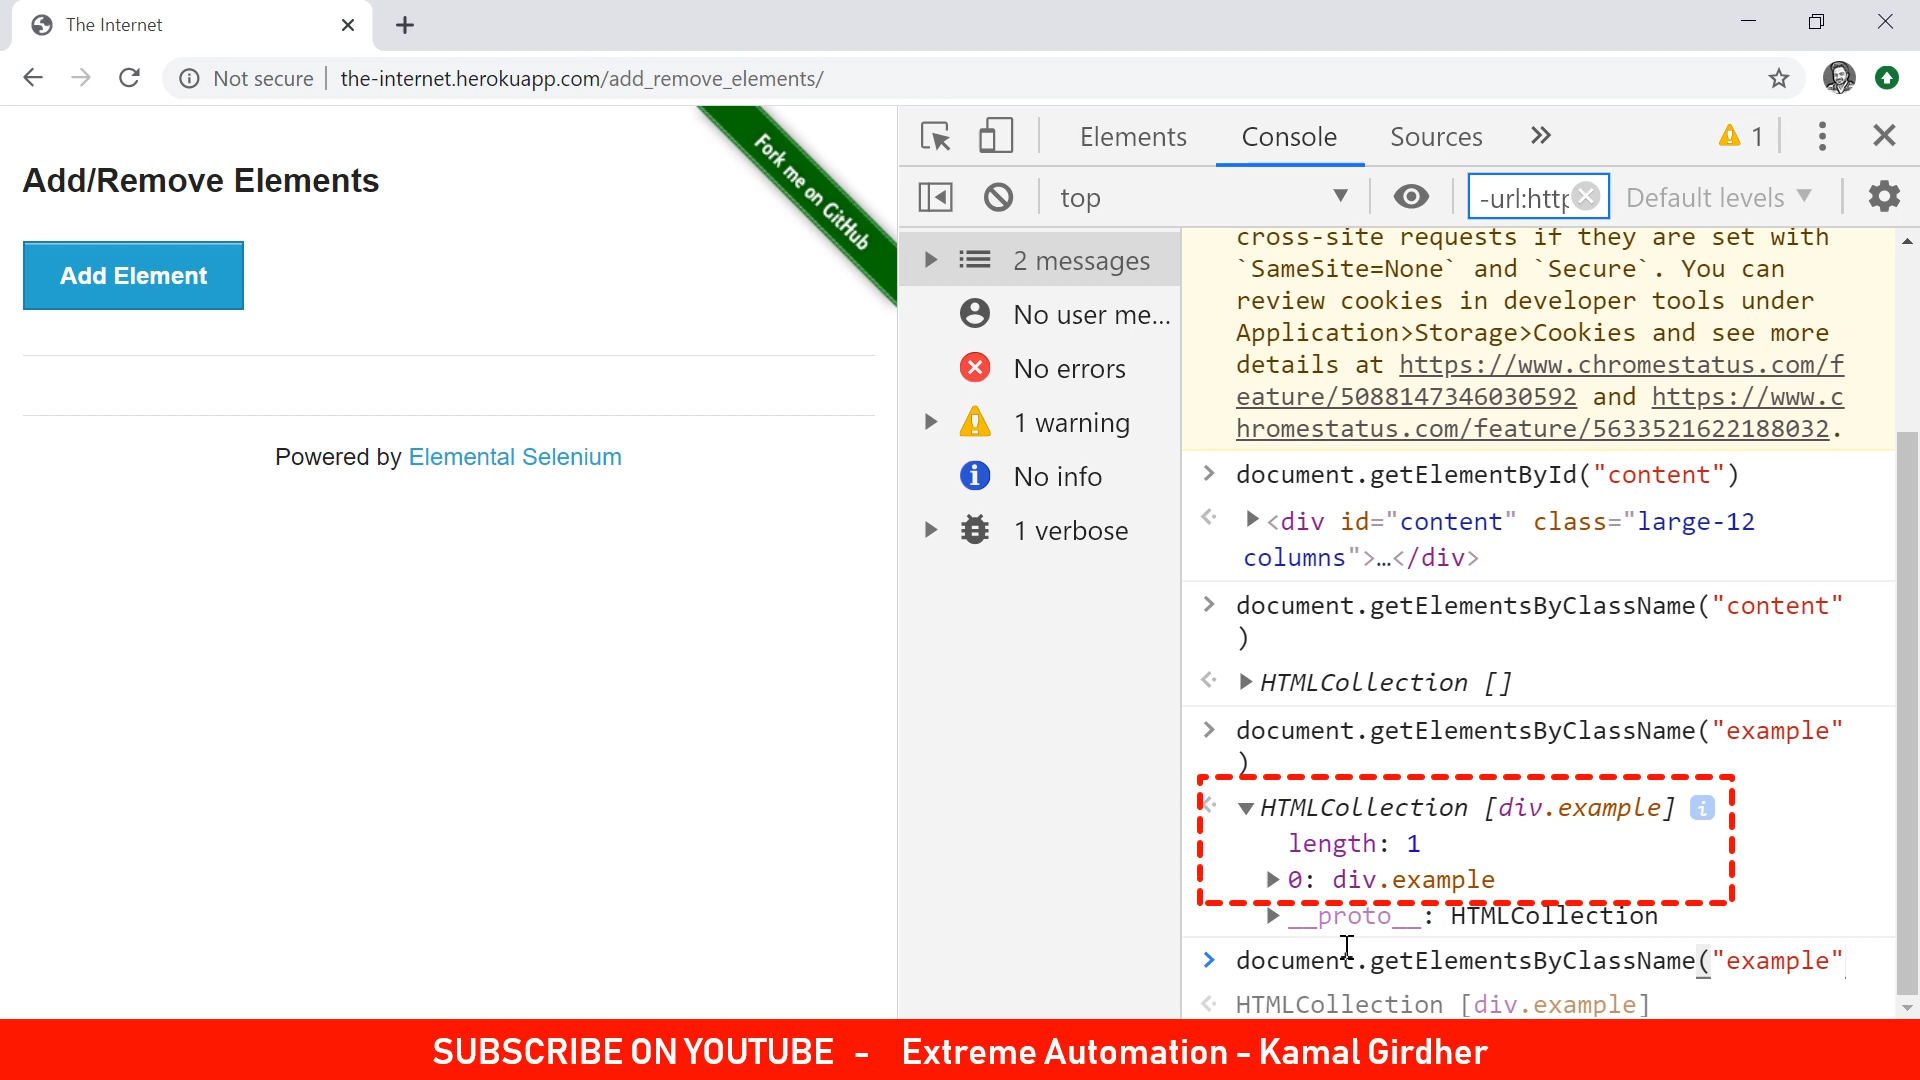 The Internet
Not secure
the-internet.herokuapp.com/add_remove_elements/
Add/Remove Elements
Fork me on GitHub
Add Element
Powered by Elemental Selenium
Elements
Console
Sources
1
top
-url:http
Default levels
2 messages
No user me...
No errors
1 warning
No info
1 verbose
cross-site requests if they are set with
`SameSite=None` and `Secure`. You can
review cookies in developer tools under
Application>Storage>Cookies and see more
details at https://www.chromestatus.com/f
eature/5088147346030592 and https://www.c
hromestatus.com/feature/5633521622188032.
document.getElementById("content")
<div id="content" class="large-12
columns">…</div>
document.getElementsByClassName("content"
)
HTMLCollection []
document.getElementsByClassName("example"
)
HTMLCollection [div.example]
length: 1
0: div.example
__proto__: HTMLCollection
document.getElementsByClassName("example"
HTMLCollection [div.example]
SUBSCRIBE ON YOUTUBE - Extreme Automation - Kamal Girdher